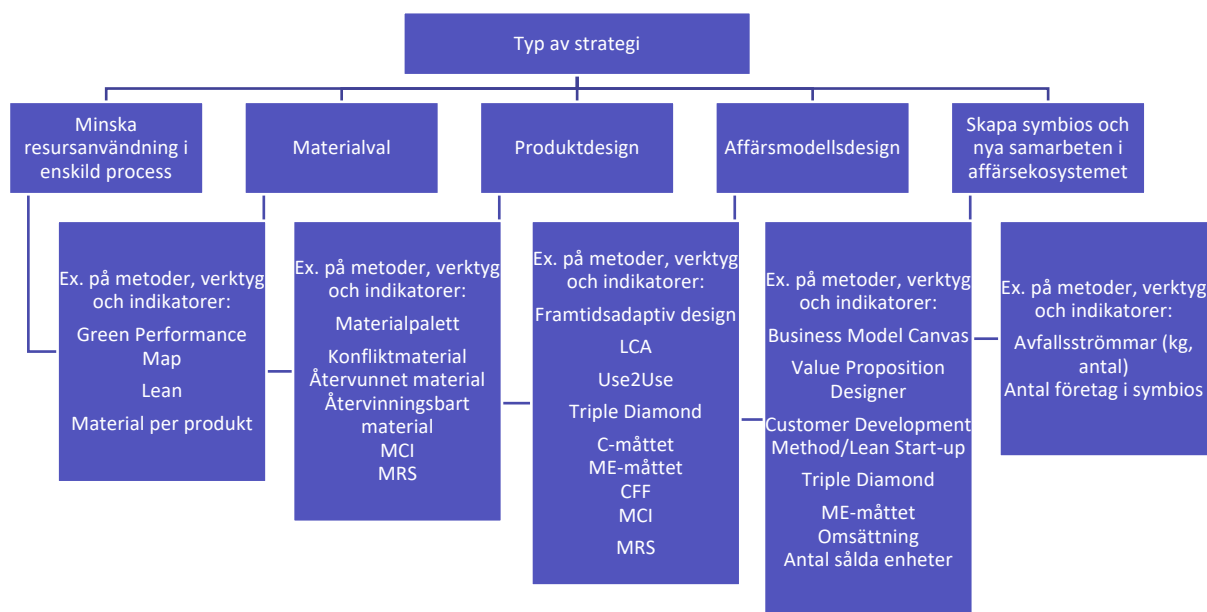 Typ av strategi
Minska
resursanvändning i
enskild process
Materialval
Produktdesign
Affärsmodellsdesign
Skapa symbios och
nya samarbeten i
affärsekosystemet
Ex. på metoder, verktyg
och indikatorer:
Green Performance
Map
Lean
Material per produkt
Ex. på metoder, verktyg
och indikatorer:
Materialpalett
Konfliktmaterial
Återvunnet material
Återvinningsbart
material
MCI
MRS
Ex. på metoder, verktyg
och indikatorer:
Framtidsadaptiv design
LCA
Use2Use
Triple Diamond
C-måttet
ME-måttet
CFF
MCI
MRS
Ex. på metoder, verktyg
och indikatorer:
Business Model Canvas
Value Proposition
Designer
Customer Development
Method/Lean Start-up
Triple Diamond
ME-måttet
Omsättning
Antal sålda enheter
Ex. på metoder, verktyg
och indikatorer:
Avfallsströmmar (kg,
antal)
Antal företag i symbios